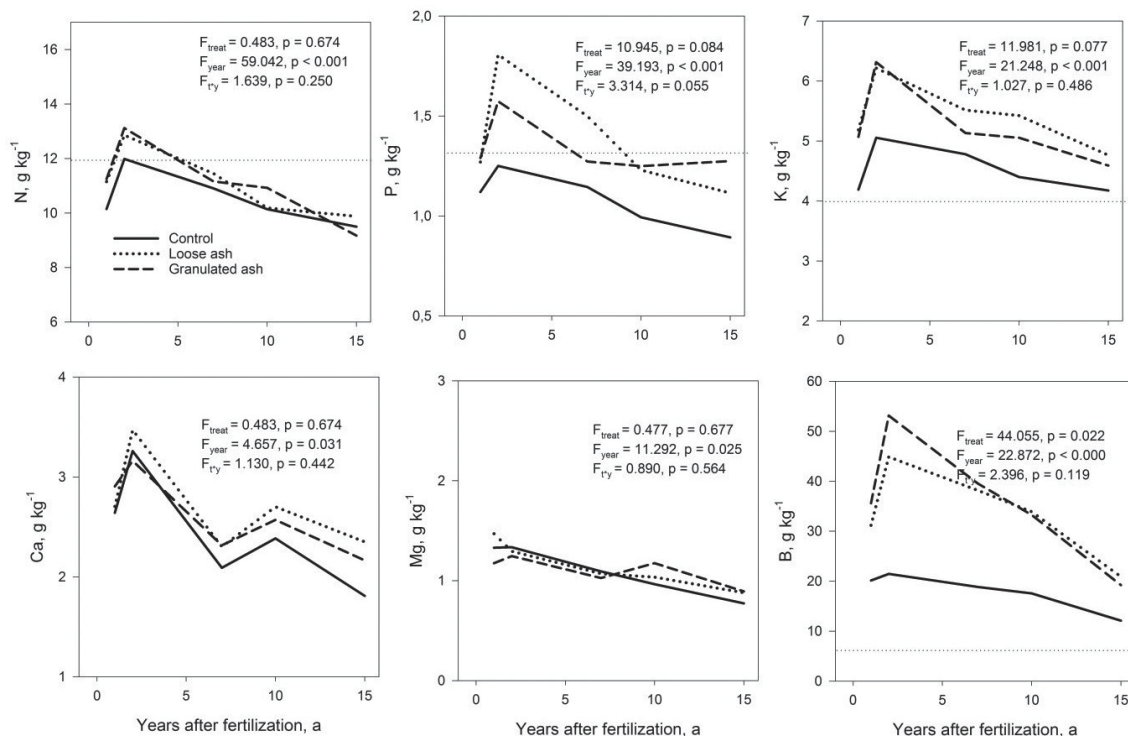 F_treat = 0.483, p = 0.674
F_year = 59.042, p < 0.001
F_t*y = 1.639, p = 0.250
16
14
12
10
8
6
N, g kg⁻¹
Control
Loose ash
Granulated ash
0 5 10 15
F_treat = 10.945, p = 0.084
F_year = 39.193, p < 0.001
F_t*y = 3.314, p = 0.055
2,0
1,5
1,0
0,5
P, g kg⁻¹
0 5 10 15
F_treat = 11.981, p = 0.077
F_year = 21.248, p < 0.001
F_t*y = 1.027, p = 0.486
7
6
5
4
3
2
K, g kg⁻¹
0 5 10 15
F_treat = 0.483, p = 0.674
F_year = 4.657, p = 0.031
F_t*y = 1.130, p = 0.442
4
3
2
1
Ca, g kg⁻¹
0 5 10 15
Years after fertilization, a
F_treat = 0.477, p = 0.677
F_year = 11.292, p = 0.025
F_t*y = 0.890, p = 0.564
3
2
1
0
Mg, g kg⁻¹
0 5 10 15
Years after fertilization, a
F_treat = 44.055, p = 0.022
F_year = 22.872, p < 0.000
= 2.396, p = 0.119
60
50
40
30
20
10
0
B, g kg⁻¹
0 5 10 15
Years after fertilization, a